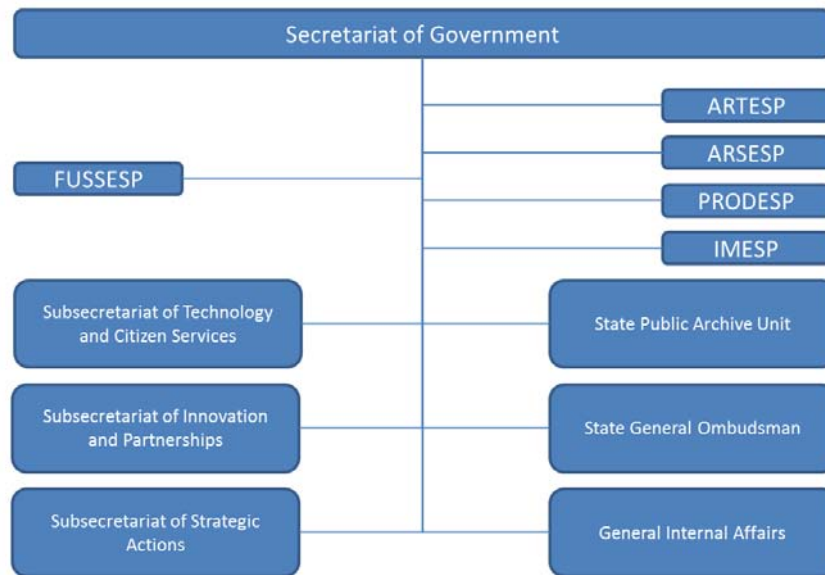 Secretariat of Government
ARTESP
ARSESP
FUSSESP
PRODESP
IMESP
Subsecretariat of Technology
and Citizen Services
State Public Archive Unit
Subsecretariat of Innovation
and Partnerships
State General Ombudsman
Subsecretariat of Strategic
Actions
General Internal Affairs